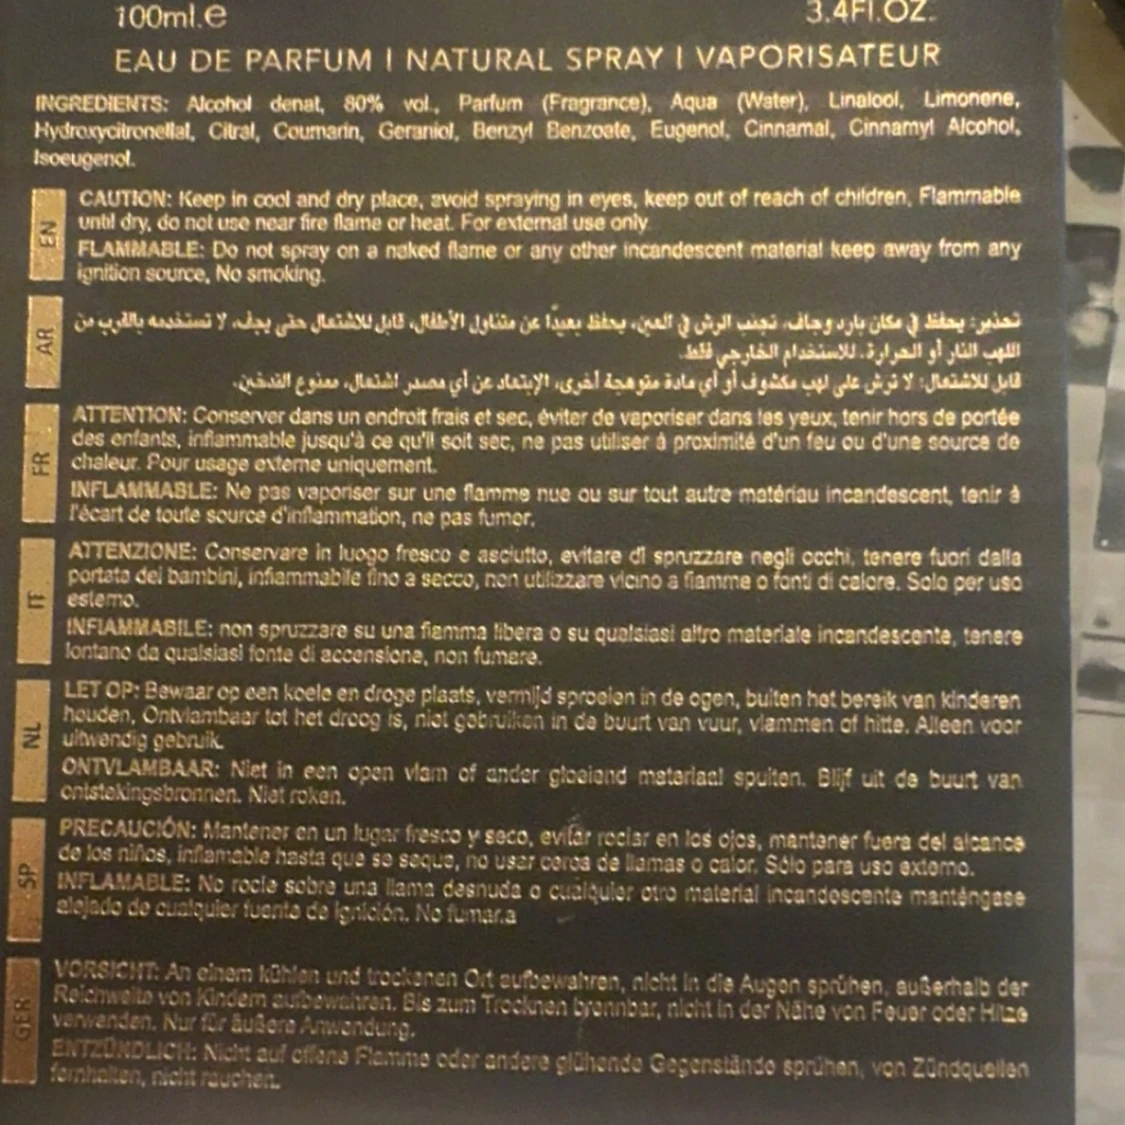 100ml.e 3.4Fl.OZ.
EAU DE PARFUM | NATURAL SPRAY | VAPORISATEUR
INGREDIENTS: Alcohol denat, 80% vol., Parfum (Fragrance), Aqua (Water), Linalool, Limonene,
Hydroxycitronellal, Citral, Coumarin, Geraniol, Benzyl Benzoate, Eugenol, Cinnamal, Cinnamyl Alcohol,
Isoeugenol.
EN
CAUTION: Keep in cool and dry place, avoid spraying in eyes, keep out of reach of children, Flammable
until dry, do not use near fire flame or heat. For external use only
FLAMMABLE: Do not spray on a naked flame or any other incandescent material keep away from any
ignition source, No smoking.
AR
تحذير: يحفظ في مكان بارد وجاف، تجنب الرش في العين، يحفظ بعيدًا عن متناول الأطفال، قابل للاشتعال حتى يجف، لا تستخدمه بالقرب من
اللهب النار أو الحرارة. للاستخدام الخارجي فقط.
قابل للاشتعال: لا ترش على لهب مكشوف أو أي مادة متوهجة أخرى، الإبتعاد عن أي مصدر اشتعال، ممنوع التدخين.
FR
ATTENTION: Conserver dans un endroit frais et sec, éviter de vaporiser dans les yeux, tenir hors de portée
des enfants, inflammable jusqu'à ce qu'il soit sec, ne pas utiliser à proximité d'un feu ou d'une source de
chaleur. Pour usage externe uniquement.
INFLAMMABLE: Ne pas vaporiser sur une flamme nue ou sur tout autre matériau incandescent, tenir à
l'écart de toute source d'inflammation, ne pas fumer.
IT
ATTENZIONE: Conservare in luogo fresco e asciutto, evitare di spruzzare negli occhi, tenere fuori dalla
portata dei bambini, infiammabile fino a secco, non utilizzare vicino a fiamme o fonti di calore. Solo per uso
esterno.
INFIAMMABILE: non spruzzare su una fiamma libera o su qualsiasi altro materiale incandescente, tenere
lontano da qualsiasi fonte di accensione, non fumare.
NL
LET OP: Bewaar op een koele en droge plaats, vermijd sproeien in de ogen, buiten het bereik van kinderen
houden, Ontvlambaar tot het droog is, niet gebruiken in de buurt van vuur, vlammen of hitte. Alleen voor
uitwendig gebruik.
ONTVLAMBAAR: Niet in een open vlam of ander gloeiend materiaal spuiten. Blijf uit de buurt van
ontstekingsbronnen. Niet roken.
SP
PRECAUCIÓN: Mantener en un lugar fresco y seco, evitar rociar en los ojos, mantener fuera del alcance
de los niños, inflamable hasta que se seque, no usar cerca de llamas o calor. Sólo para uso externo.
INFLAMABLE: No rocíe sobre una llama desnuda o cualquier otro material incandescente manténgase
alejado de cualquier fuente de ignición. No fumar.a
GER
VORSICHT: An einem kühlen und trockenen Ort aufbewahren, nicht in die Augen sprühen, außerhalb der
Reichweite von Kindern aufbewahren. Bis zum Trocknen brennbar, nicht in der Nähe von Feuer oder Hitze
verwenden. Nur für äußere Anwendung.
ENTZÜNDLICH: Nicht auf offene Flamme oder andere glühende Gegenstände sprühen, von Zündquellen
fernhalten, nicht rauchen.